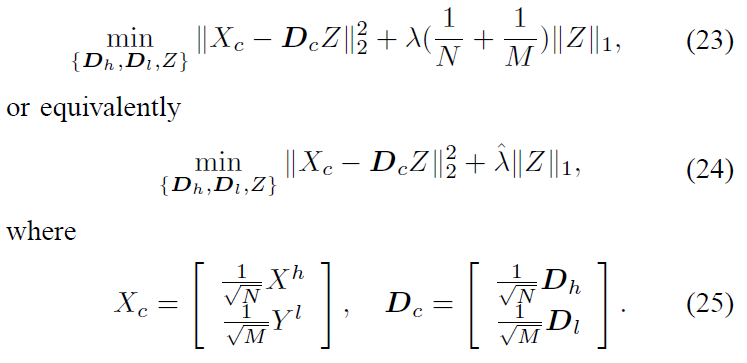 \min_{\{\boldsymbol{D}_h, \boldsymbol{D}_l, Z\}} \|X_c - \boldsymbol{D}_c Z\|_2^2 + \lambda(\frac{1}{N} + \frac{1}{M})\|Z\|_1, (23)
or equivalently
\min_{\{\boldsymbol{D}_h, \boldsymbol{D}_l, Z\}} \|X_c - \boldsymbol{D}_c Z\|_2^2 + \hat{\lambda}\|Z\|_1, (24)
where
X_c = \begin{bmatrix} \frac{1}{\sqrt{N}} X^h \\ \frac{1}{\sqrt{M}} Y^l \end{bmatrix}, \quad \boldsymbol{D}_c = \begin{bmatrix} \frac{1}{\sqrt{N}} \boldsymbol{D}_h \\ \frac{1}{\sqrt{M}} \boldsymbol{D}_l \end{bmatrix}. (25)